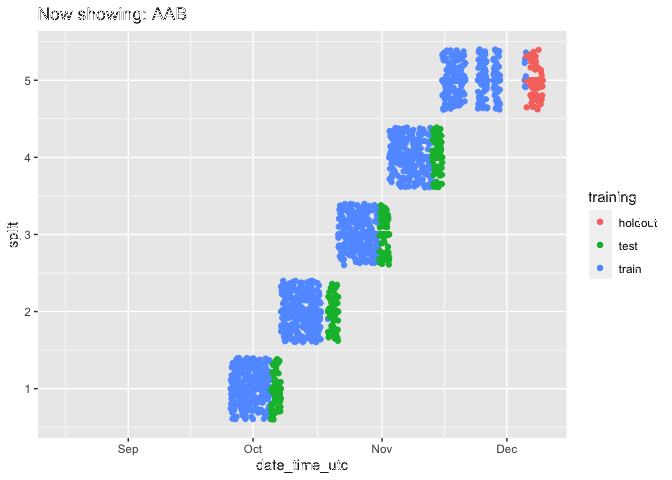 Now showing: AAB
5
4
3
2
1
split
Sep
Oct
Nov
Dec
date_time_utc
training
holdout
test
train